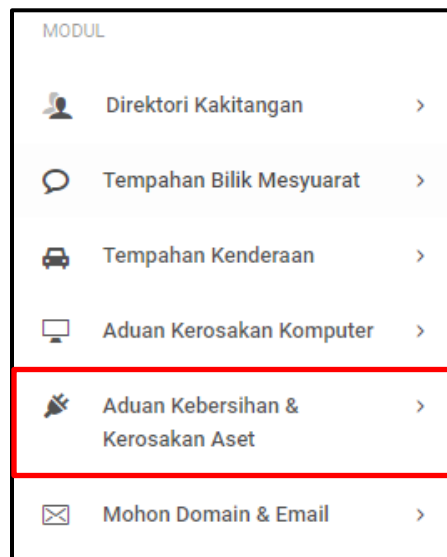 MODUL
Direktori Kakitangan
Tempahan Bilik Mesyuarat
Tempahan Kenderaan
Aduan Kerosakan Komputer
Aduan Kebersihan &
Kerosakan Aset
Mohon Domain & Email